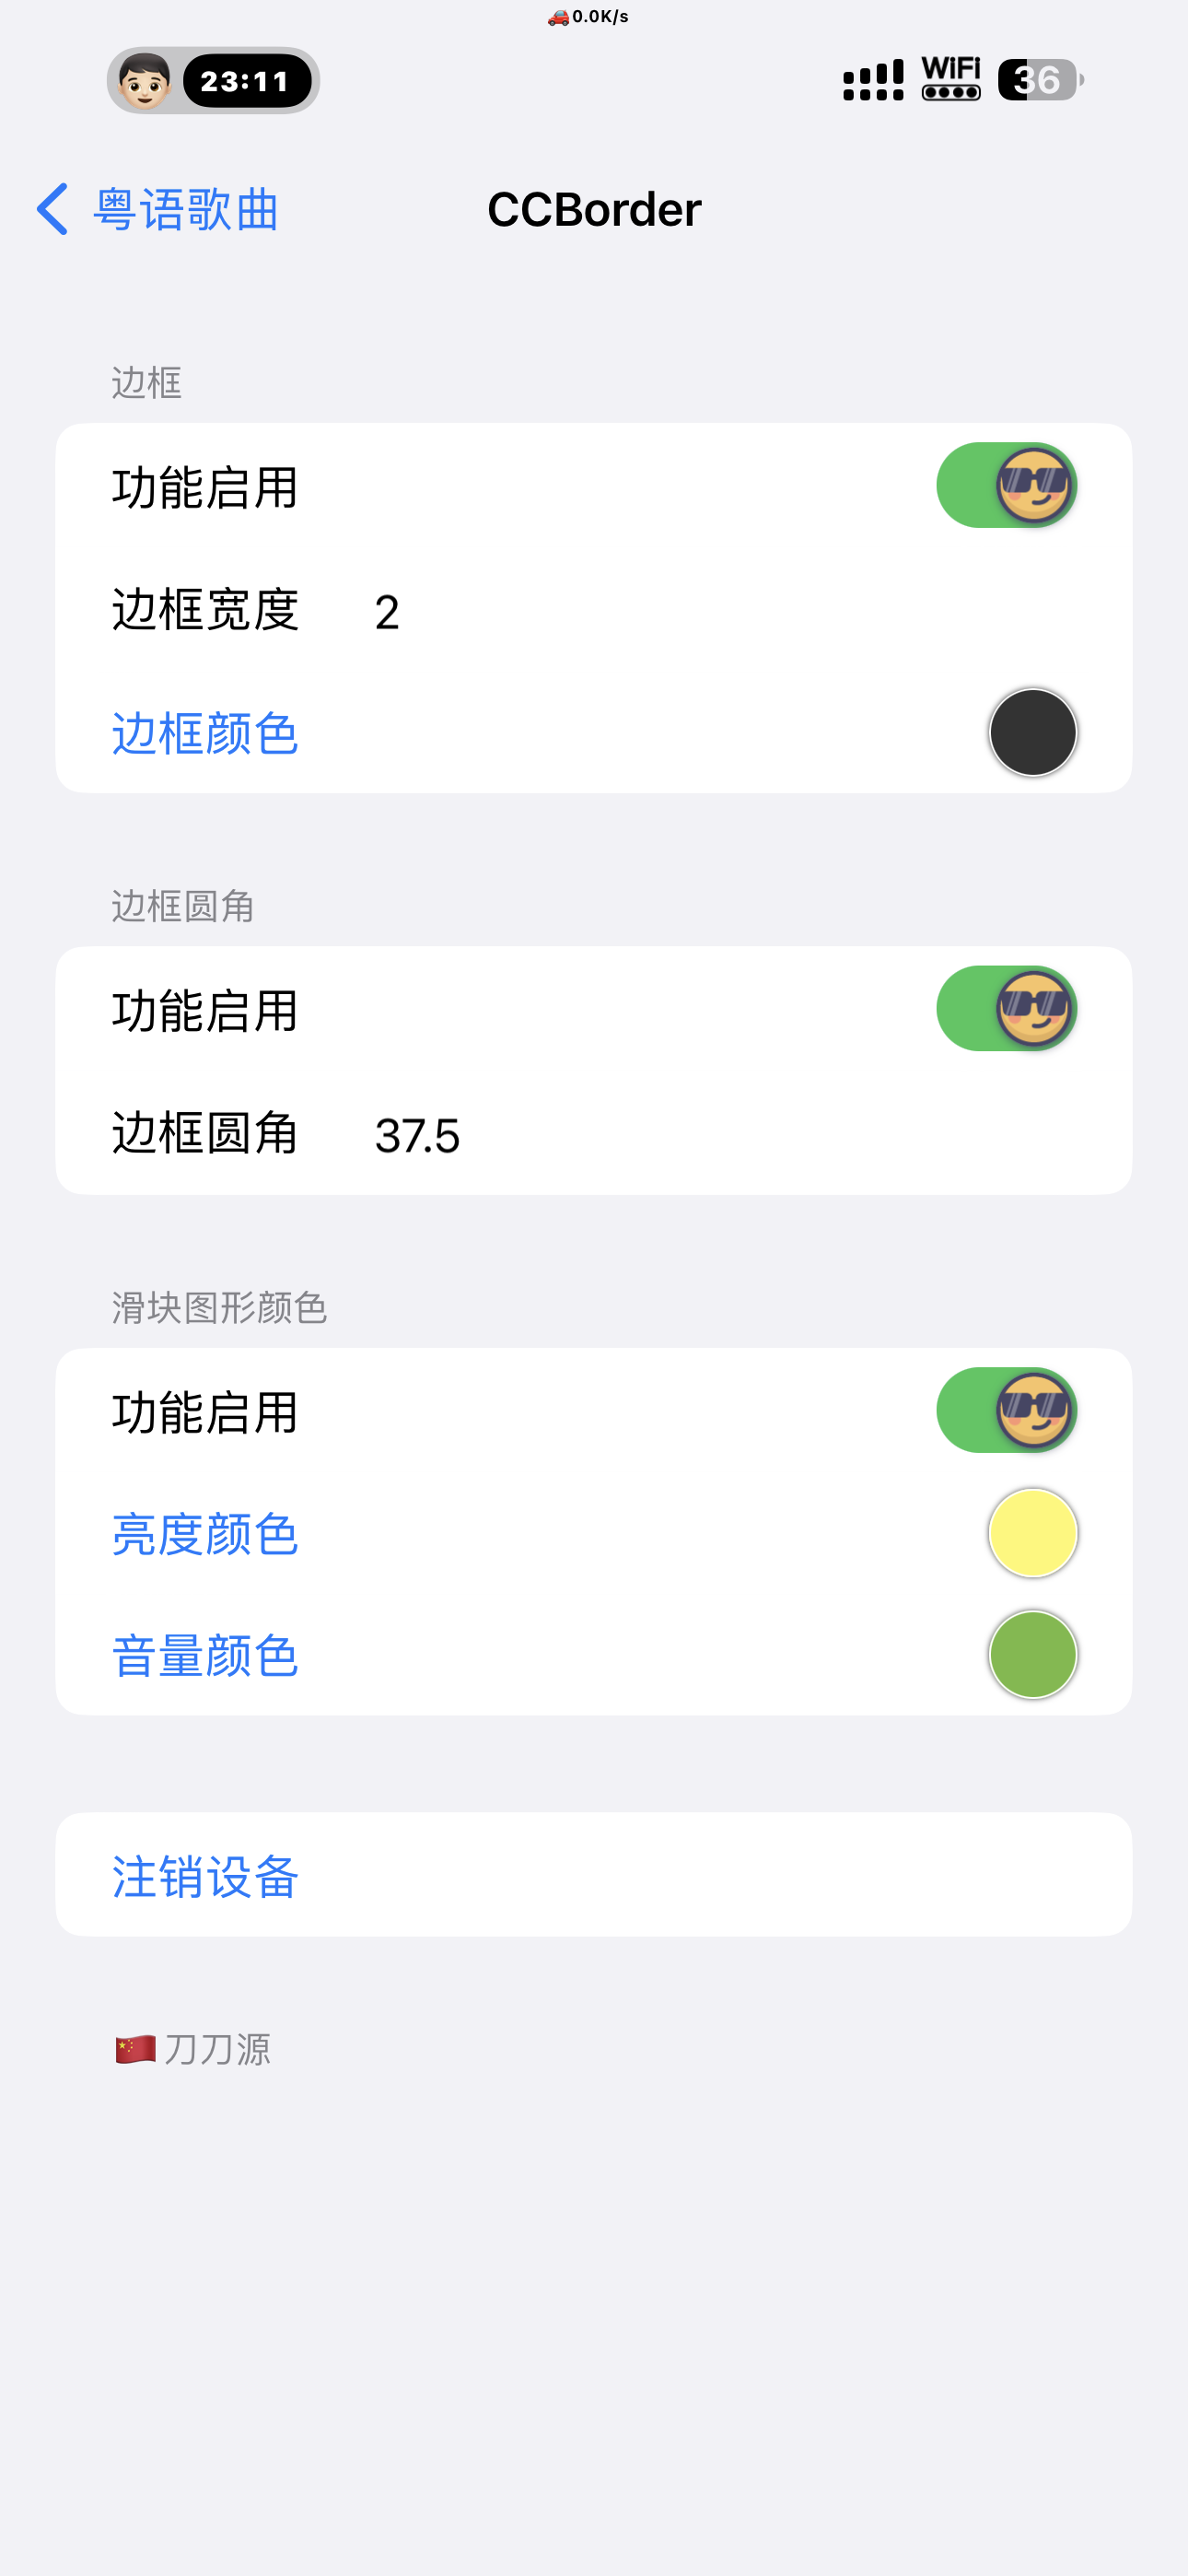 🚗0.0K/s
23:11
WiFi
36
粤语歌曲
CCBorder
边框
功能启用
边框宽度 2
边框颜色
边框圆角
功能启用
边框圆角 37.5
滑块图形颜色
功能启用
亮度颜色
音量颜色
注销设备
🇨🇳 刀刀源